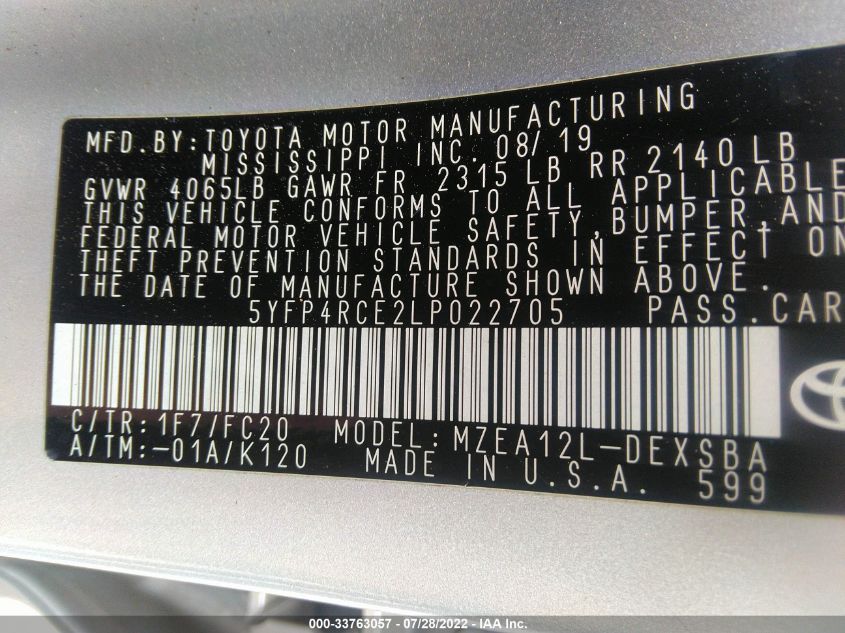 MFD.BY:TOYOTA MOTOR MANUFACTURING
MISSISSIPPI INC. 08/19
GVWR 4065LB GAWR FR 2315 LB RR 2140 LB
THIS VEHICLE CONFORMS TO ALL APPLICABLE
FEDERAL MOTOR VEHICLE SAFETY,BUMPER,AND
THEFT PREVENTION STANDARDS IN EFFECT ON
THE DATE OF MANUFACTURE SHOWN ABOVE.
5YFP4RCE2LP022705 PASS.CAR
C/TR:1F7/FC20 MODEL:MZEA12L-DEXSBA
A/TM:-01A/K120 MADE IN U.S.A. 599
000-33763057 - 07/28/2022 - IAA Inc.